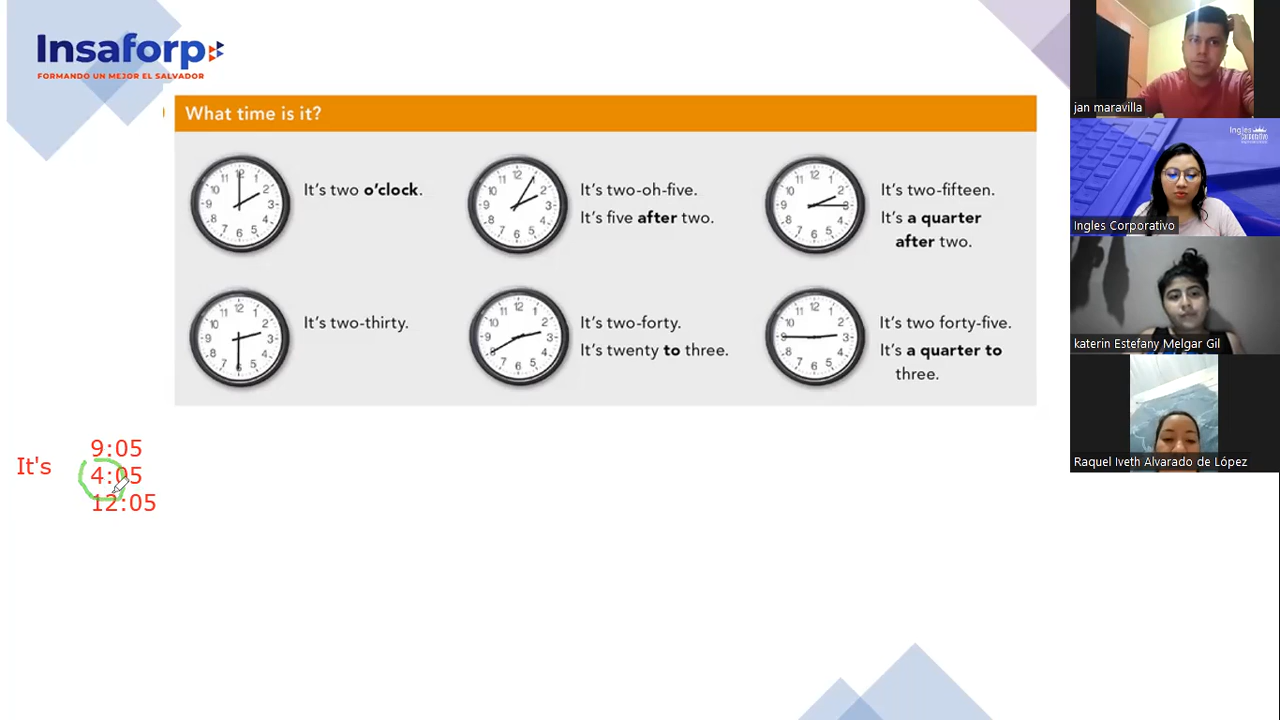 Insaforp
FORMANDO UN MEJOR EL SALVADOR
What time is it?
It's two o'clock.
It's two-oh-five.
It's five after two.
It's two-fifteen.
It's a quarter
after two.
It's two-thirty.
It's two-forty.
It's twenty to three.
It's two forty-five.
It's a quarter to
three.
It's
9:05
4:05
12:05
jan maravilla
Ingles Corporativo
katerin Estefany Melgar Gil
Raquel Iveth Alvarado de López